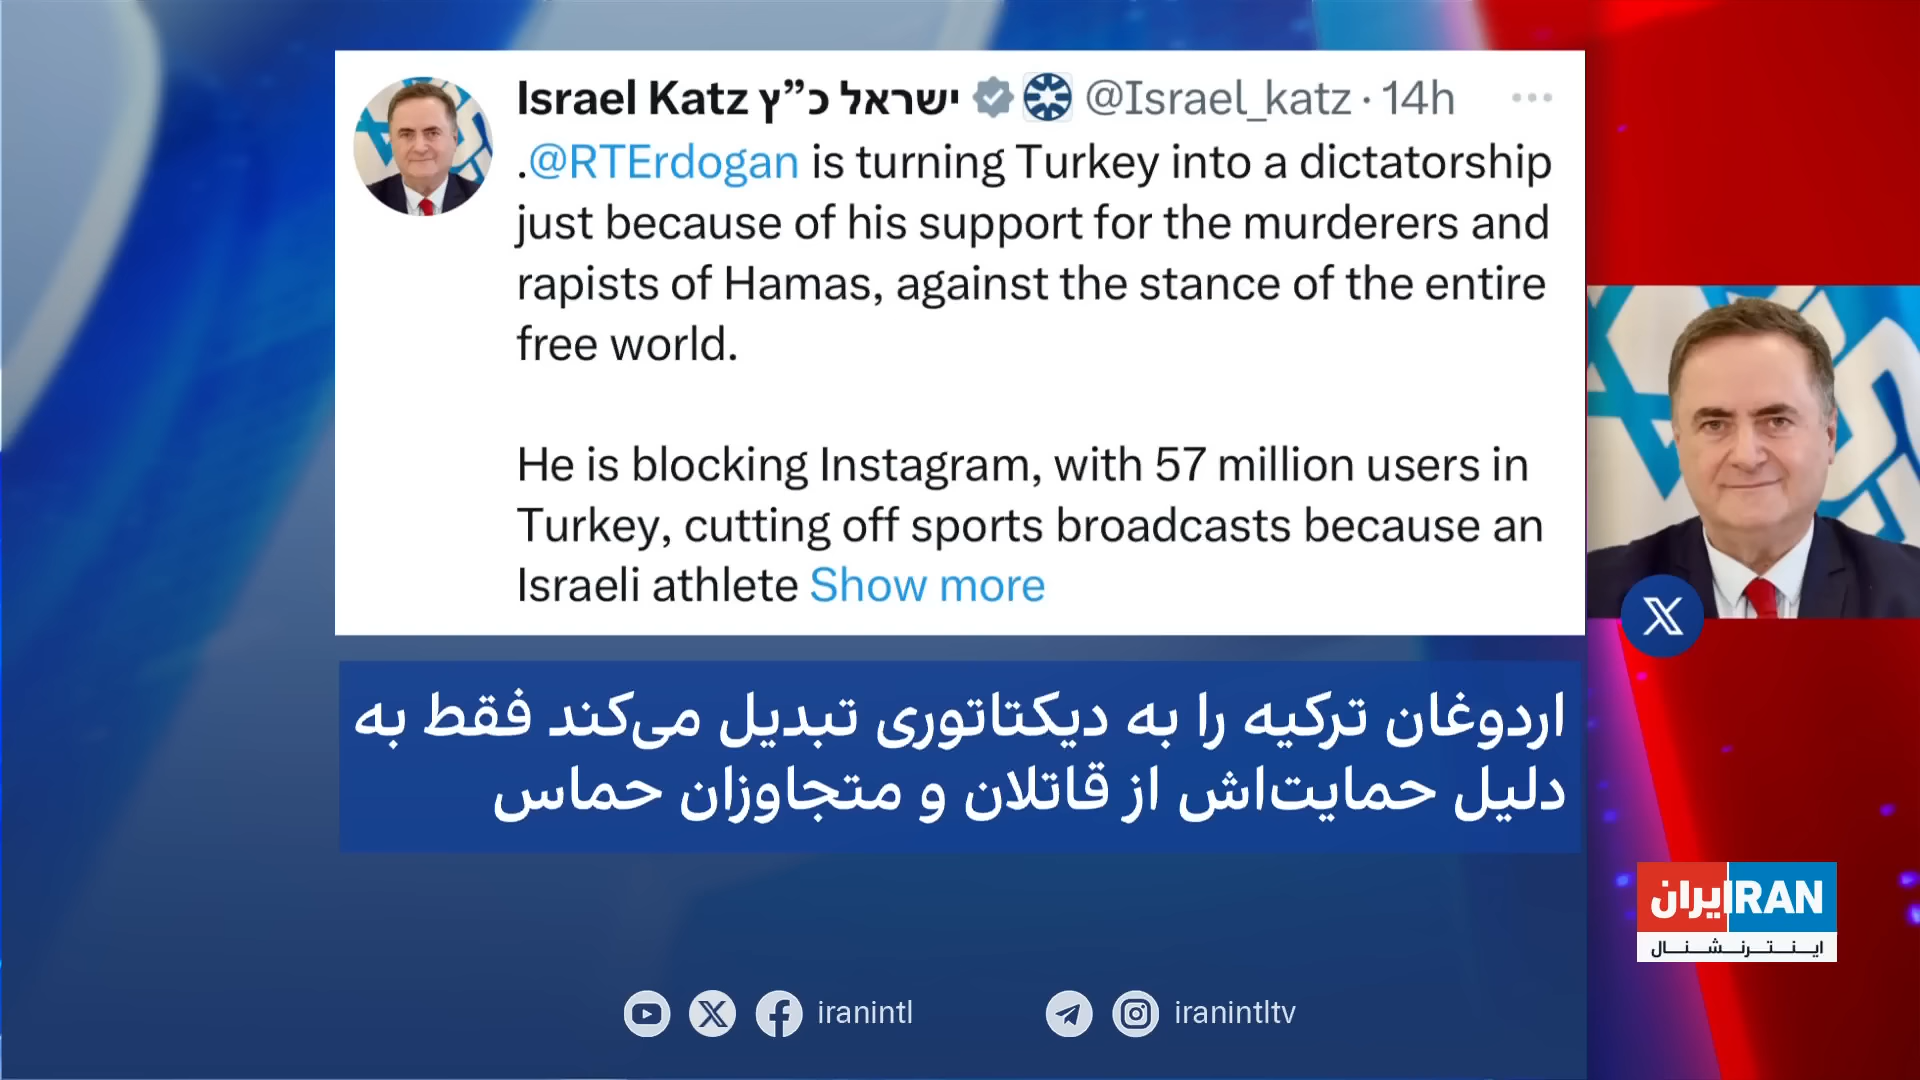 Israel Katz ישראל כ”ץ @Israel_katz · 14h
.@RTErdogan is turning Turkey into a dictatorship
just because of his support for the murderers and
rapists of Hamas, against the stance of the entire
free world.
He is blocking Instagram, with 57 million users in
Turkey, cutting off sports broadcasts because an
Israeli athlete Show more
اردوغان ترکیه را به دیکتاتوری تبدیل می‌کند فقط به
دلیل حمایت‌اش از قاتلان و متجاوزان حماس
ایران IRAN
اینترنشنال
iranintl
iranintltv